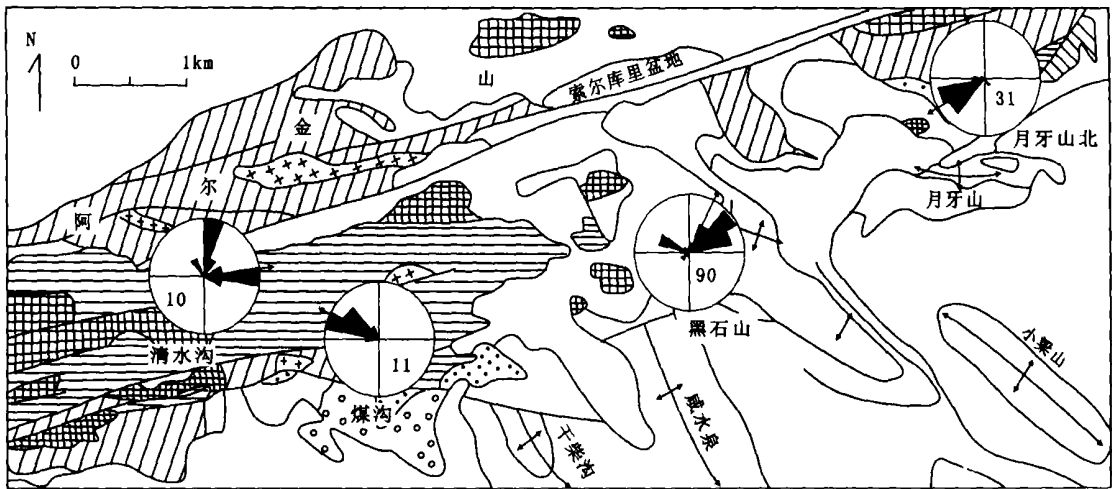 N
0 1km
山
索尔库里盆地
31
月牙山北
月牙山
金
尔
阿
10
清水沟
11
煤沟
90
黑石山
咸水泉
干柴沟
小梁山